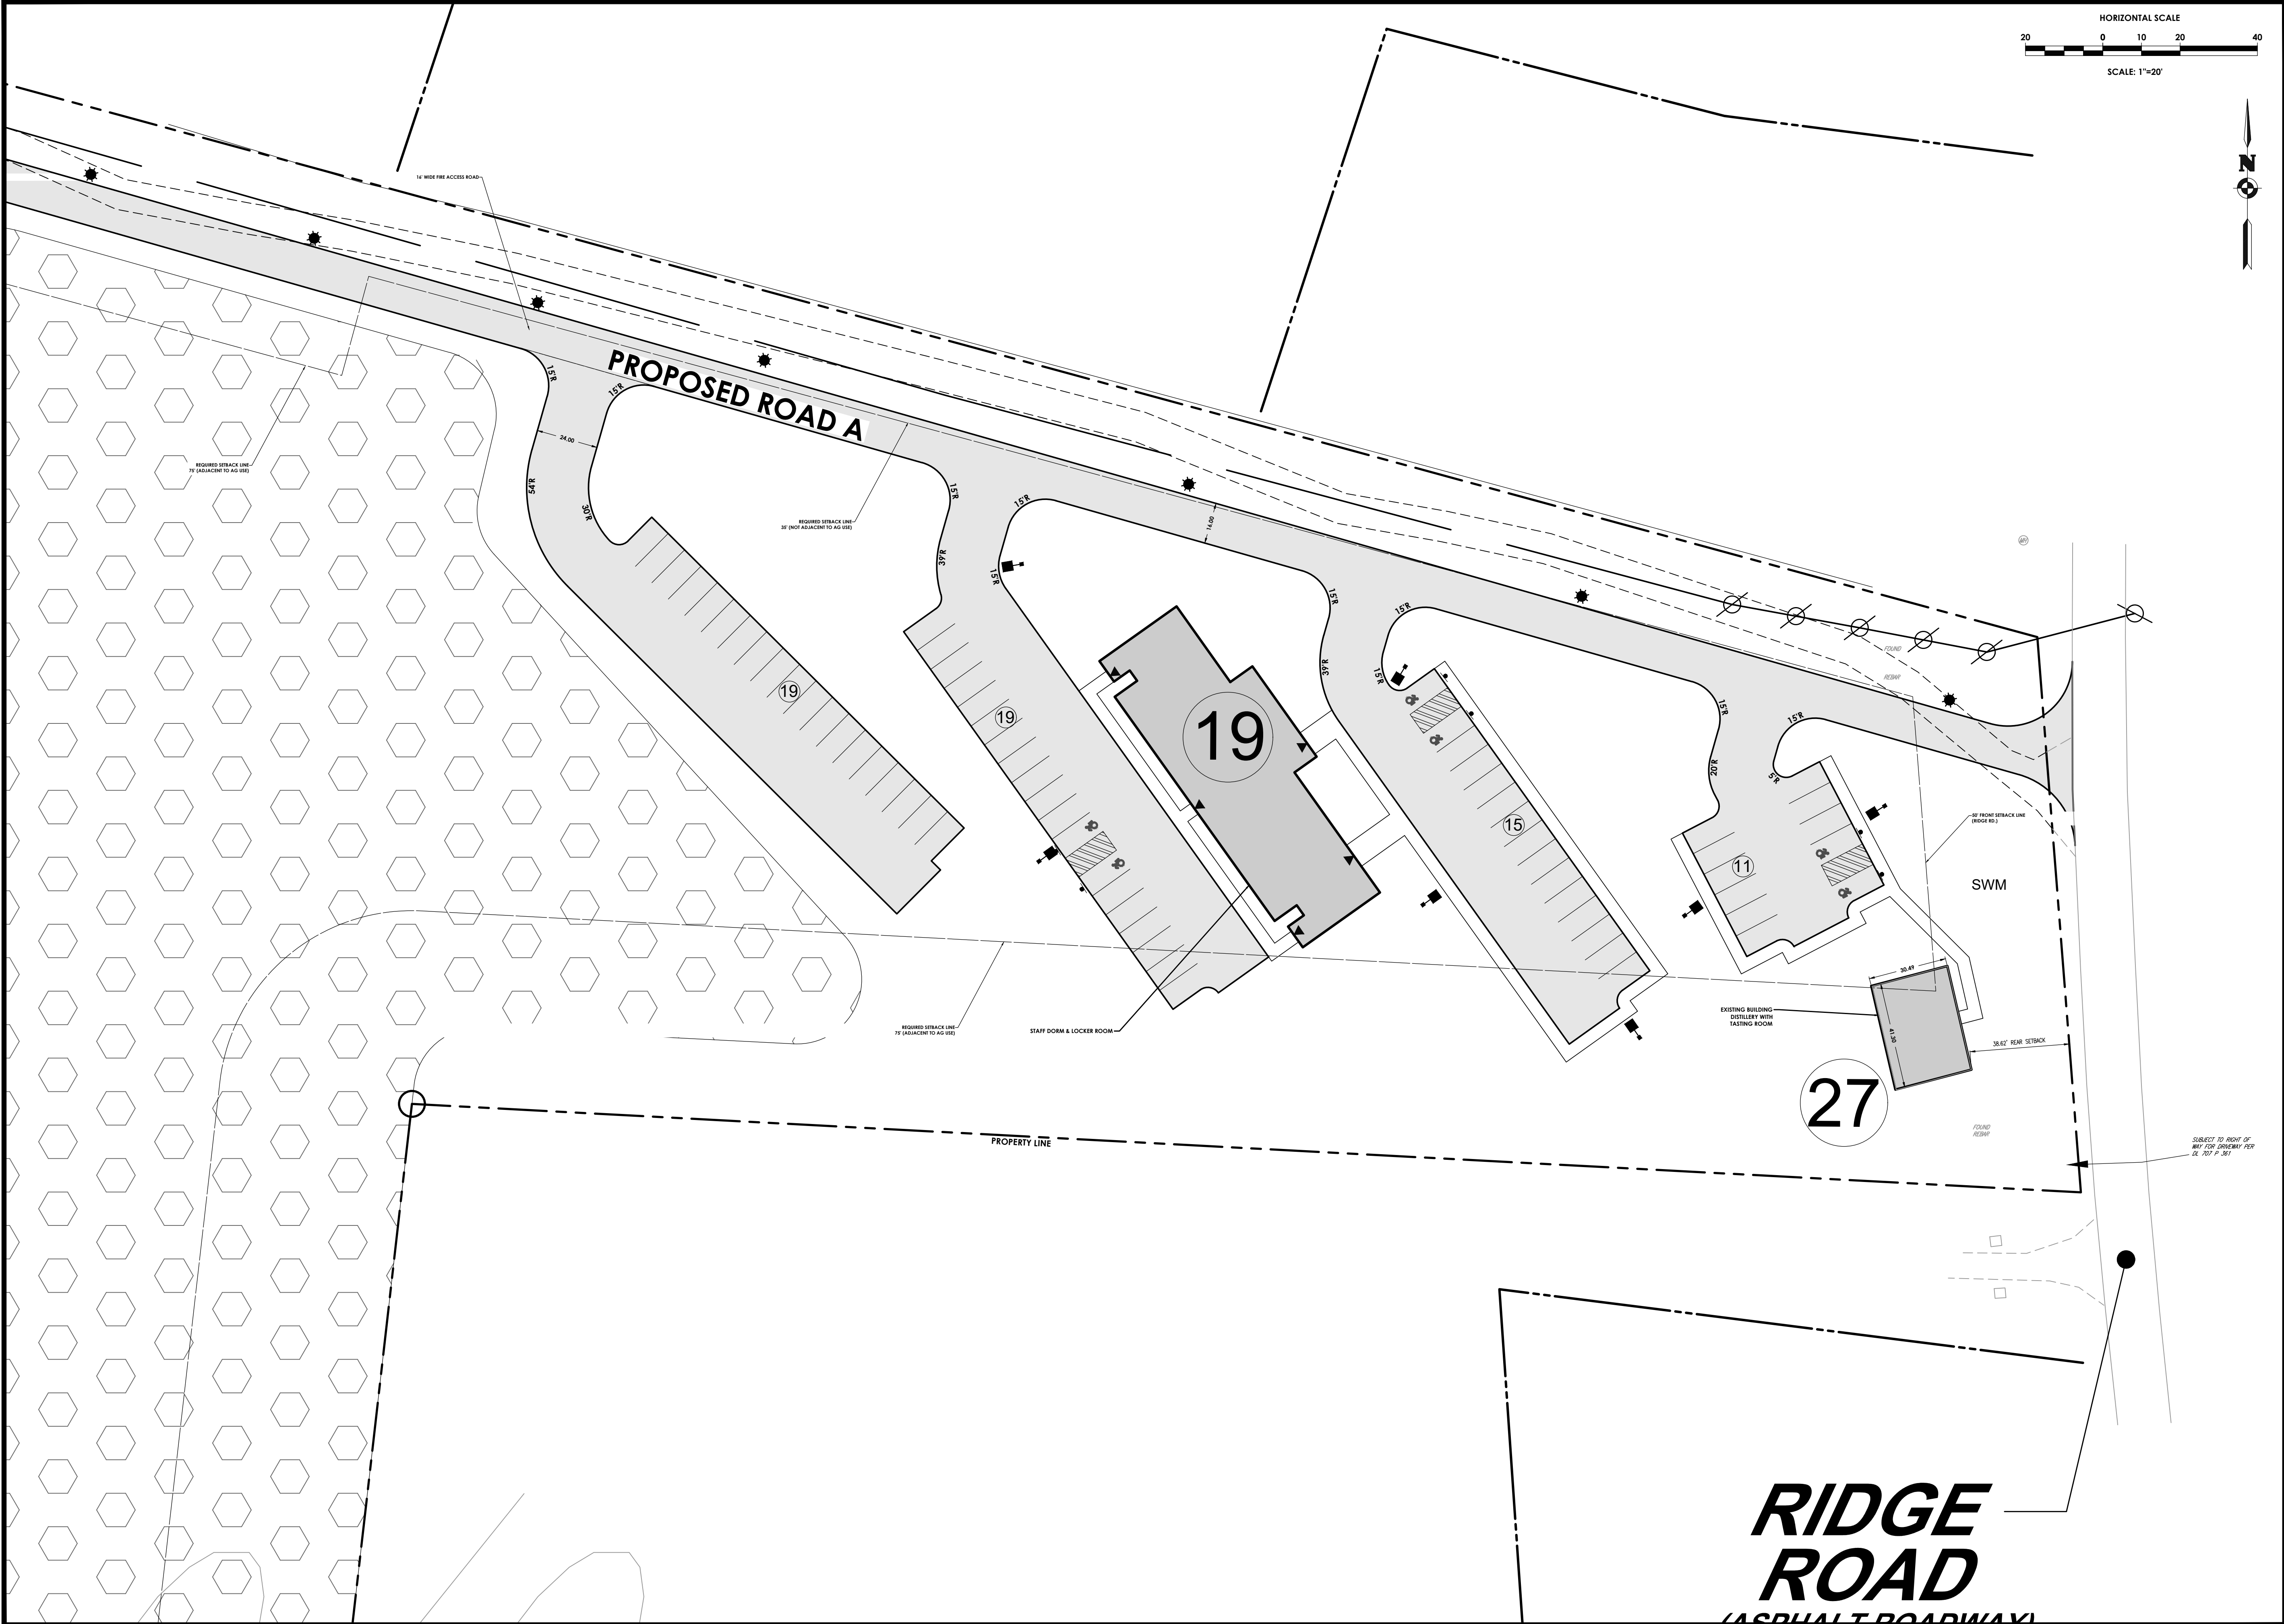 HORIZONTAL SCALE
20 0 10 20 40
SCALE: 1"=20'
N
16' WIDE FIRE ACCESS ROAD
PROPOSED ROAD A
15'R
15'R
24.00
54'R
30'R
REQUIRED SETBACK LINE
75' (ADJACENT TO AG USE)
REQUIRED SETBACK LINE
35' (NOT ADJACENT TO AG USE)
15'R
15'R
39'R
15'R
16.00
15'R
15'R
39'R
15'R
15'R
15'R
20'R
5'R
FOUND
REBAR
19
19
19
15
11
50' FRONT SETBACK LINE
(RIDGE RD.)
SWM
30.49
41.30
EXISTING BUILDING
DISTILLERY WITH
TASTING ROOM
38.62' REAR SETBACK
27
REQUIRED SETBACK LINE
75' (ADJACENT TO AG USE)
STAFF DORM & LOCKER ROOM
PROPERTY LINE
FOUND
REBAR
SUBJECT TO RIGHT OF
WAY FOR DRIVEWAY PER
DL 707 P 361
RIDGE
ROAD
(ASPHALT ROADWAY)